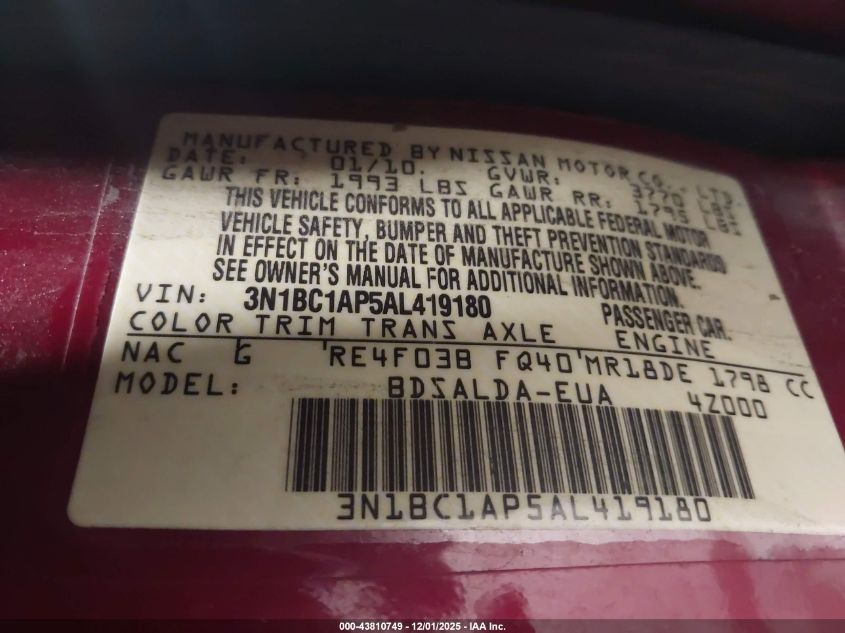 MANUFACTURED BY NISSAN MOTOR CO., LTD.
DATE: 01/10. GVWR: 3770 LBS
GAWR FR: 1993 LBS GAWR RR: 1795 LBS
THIS VEHICLE CONFORMS TO ALL APPLICABLE FEDERAL MOTOR
VEHICLE SAFETY, BUMPER AND THEFT PREVENTION STANDARDS
IN EFFECT ON THE DATE OF MANUFACTURE SHOWN ABOVE.
SEE OWNER'S MANUAL FOR ADDITIONAL INFORMATION.
VIN: 3N1BC1AP5AL419180 PASSENGER CAR.
COLOR TRIM TRANS AXLE ENGINE
NAC G RE4F03B FQ40 MR18DE 1798 CC
MODEL: BDSALDA-EUA 4Z000
3N1BC1AP5AL419180
000-43810749 - 12/01/2025 - IAA Inc.